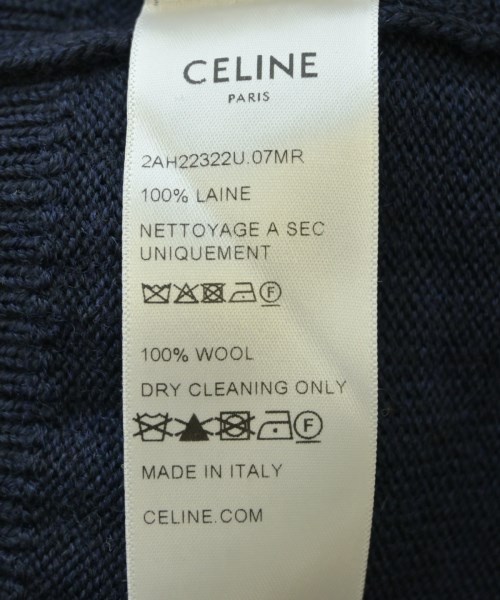 CELINE
PARIS
2AH22322U.07MR
100% LAINE
NETTOYAGE A SEC
UNIQUEMENT
F
100% WOOL
DRY CLEANING ONLY
F
MADE IN ITALY
CELINE.COM